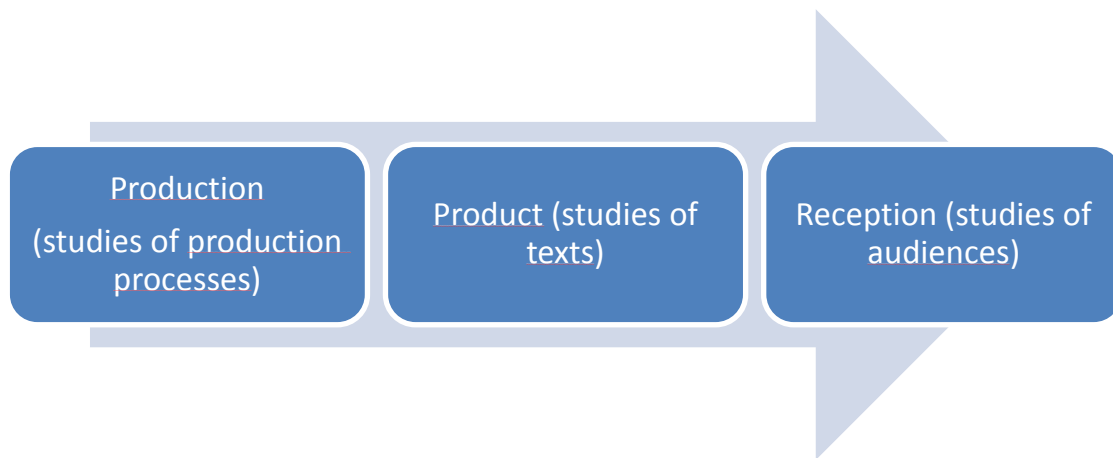 Production
(studies of production
processes)
Product (studies of
texts)
Reception (studies of
audiences)